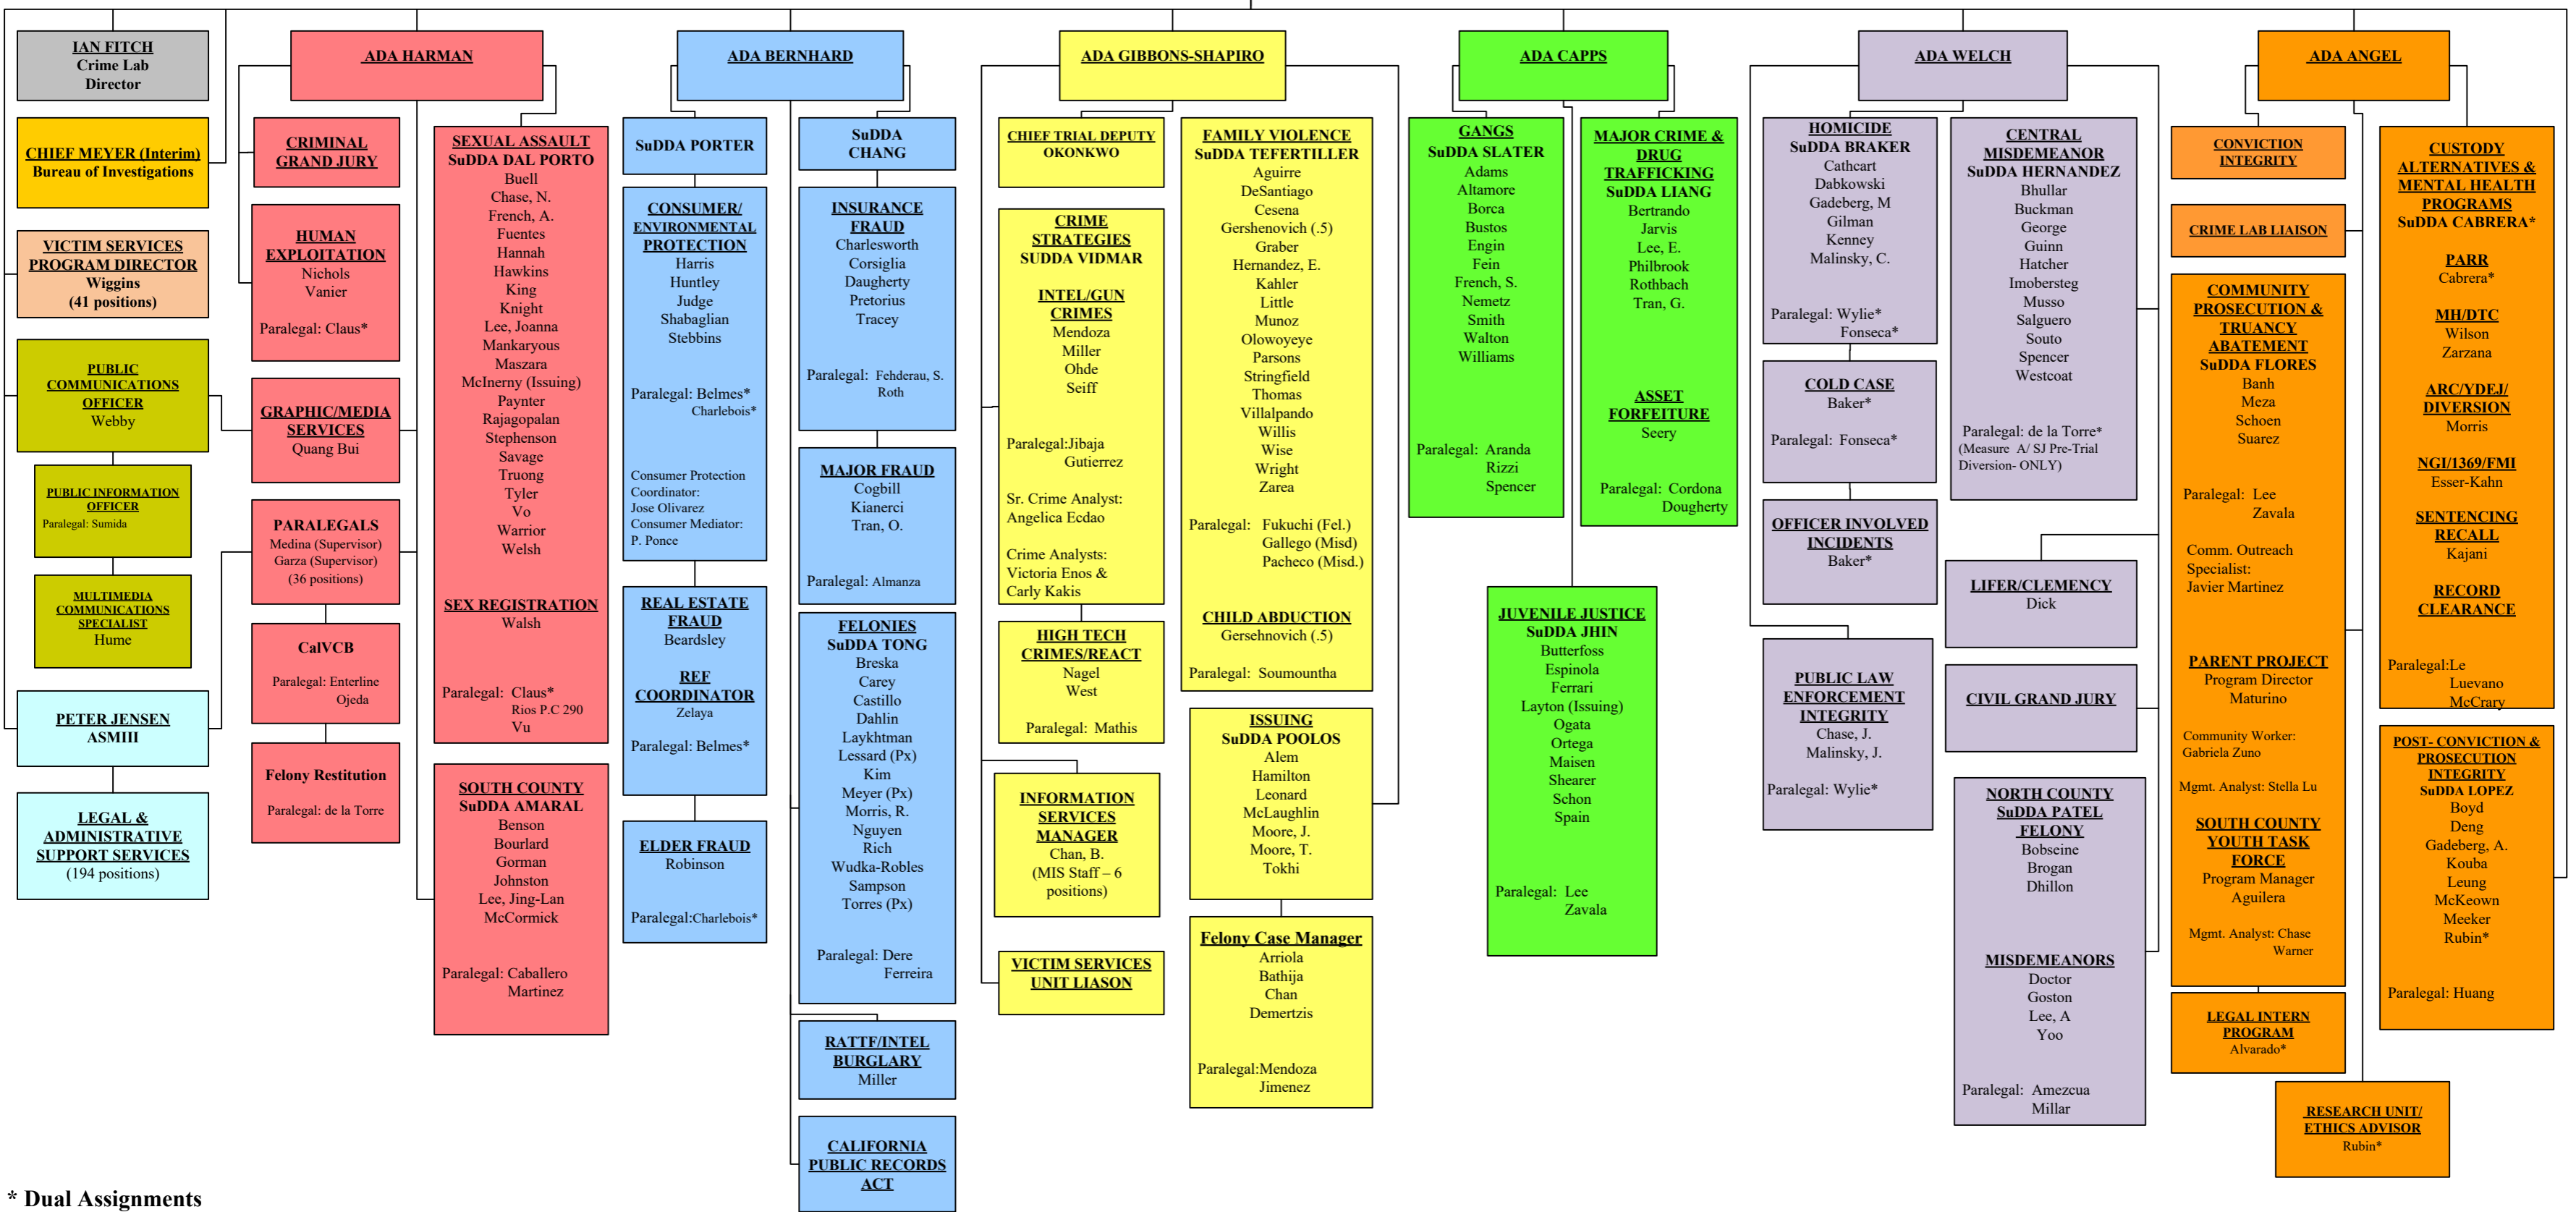 IAN FITCH
Crime Lab
Director
CHIEF MEYER (Interim)
Bureau of Investigations
VICTIM SERVICES
PROGRAM DIRECTOR
Wiggins
(41 positions)
PUBLIC
COMMUNICATIONS
OFFICER
Webby
PUBLIC INFORMATION
OFFICER
Paralegal: Sumida
MULTIMEDIA
COMMUNICATIONS
SPECIALIST
Hume
PETER JENSEN
ASMIII
LEGAL &
ADMINISTRATIVE
SUPPORT SERVICES
(194 positions)
ADA HARMAN
CRIMINAL
GRAND JURY
HUMAN
EXPLOITATION
Nichols
Vanier
Paralegal: Claus*
GRAPHIC/MEDIA
SERVICES
Quang Bui
PARALEGALS
Medina (Supervisor)
Garza (Supervisor)
(36 positions)
CalVCB
Paralegal: Enterline
Ojeda
Felony Restitution
Paralegal: de la Torre
SEXUAL ASSAULT
SuDDA DAL PORTO
Buell
Chase, N.
French, A.
Fuentes
Hannah
Hawkins
King
Knight
Lee, Joanna
Mankaryous
Maszara
McInerny (Issuing)
Paynter
Rajagopalan
Stephenson
Savage
Truong
Tyler
Vo
Warrior
Welsh
SEX REGISTRATION
Walsh
Paralegal: Claus*
Rios P.C 290
Vu
SOUTH COUNTY
SuDDA AMARAL
Benson
Bourlard
Gorman
Johnston
Lee, Jing-Lan
McCormick
Paralegal: Caballero
Martinez
ADA BERNHARD
SuDDA PORTER
CONSUMER/
ENVIRONMENTAL
PROTECTION
Harris
Huntley
Judge
Shabaglian
Stebbins
Paralegal: Belmes*
Charlebois*
Consumer Protection
Coordinator:
Jose Olivarez
Consumer Mediator:
P. Ponce
REAL ESTATE
FRAUD
Beardsley
REF
COORDINATOR
Zelaya
Paralegal: Belmes*
ELDER FRAUD
Robinson
Paralegal:Charlebois*
SuDDA
CHANG
INSURANCE
FRAUD
Charlesworth
Corsiglia
Daugherty
Pretorius
Tracey
Paralegal: Fehderau, S.
Roth
MAJOR FRAUD
Cogbill
Kianerci
Tran, O.
Paralegal: Almanza
FELONIES
SuDDA TONG
Breska
Carey
Castillo
Dahlin
Laykhtman
Lessard (Px)
Kim
Meyer (Px)
Morris, R.
Nguyen
Rich
Wudka-Robles
Sampson
Torres (Px)
Paralegal: Dere
Ferreira
RATTF/INTEL
BURGLARY
Miller
CALIFORNIA
PUBLIC RECORDS
ACT
ADA GIBBONS-SHAPIRO
CHIEF TRIAL DEPUTY
OKONKWO
CRIME
STRATEGIES
SUDDA VIDMAR
INTEL/GUN
CRIMES
Mendoza
Miller
Ohde
Seiff
Paralegal:Jibaja
Gutierrez
Sr. Crime Analyst:
Angelica Ecdao
Crime Analysts:
Victoria Enos &
Carly Kakis
HIGH TECH
CRIMES/REACT
Nagel
West
Paralegal: Mathis
INFORMATION
SERVICES
MANAGER
Chan, B.
(MIS Staff – 6
positions)
VICTIM SERVICES
UNIT LIASON
FAMILY VIOLENCE
SuDDA TEFERTILLER
Aguirre
DeSantiago
Cesena
Gershenovich (.5)
Graber
Hernandez, E.
Kahler
Little
Munoz
Olowoyeye
Parsons
Stringfield
Thomas
Villalpando
Willis
Wise
Wright
Zarea
Paralegal: Fukuchi (Fel.)
Gallego (Misd)
Pacheco (Misd.)
CHILD ABDUCTION
Gersehnovich (.5)
Paralegal: Soumountha
ISSUING
SuDDA POOLOS
Alem
Hamilton
Leonard
McLaughlin
Moore, J.
Moore, T.
Tokhi
Felony Case Manager
Arriola
Bathija
Chan
Demertzis
Paralegal:Mendoza
Jimenez
ADA CAPPS
GANGS
SuDDA SLATER
Adams
Altamore
Borca
Bustos
Engin
Fein
French, S.
Nemetz
Smith
Walton
Williams
Paralegal: Aranda
Rizzi
Spencer
MAJOR CRIME &
DRUG
TRAFFICKING
SuDDA LIANG
Bertrando
Jarvis
Lee, E.
Philbrook
Rothbach
Tran, G.
ASSET
FORFEITURE
Seery
Paralegal: Cordona
Dougherty
JUVENILE JUSTICE
SuDDA JHIN
Butterfoss
Espinola
Ferrari
Layton (Issuing)
Ogata
Ortega
Maisen
Shearer
Schon
Spain
Paralegal: Lee
Zavala
ADA WELCH
HOMICIDE
SuDDA BRAKER
Cathcart
Dabkowski
Gadeberg, M
Gilman
Kenney
Malinsky, C.
Paralegal: Wylie*
Fonseca*
COLD CASE
Baker*
Paralegal: Fonseca*
OFFICER INVOLVED
INCIDENTS
Baker*
PUBLIC LAW
ENFORCEMENT
INTEGRITY
Chase, J.
Malinsky, J.
Paralegal: Wylie*
CENTRAL
MISDEMEANOR
SuDDA HERNANDEZ
Bhullar
Buckman
George
Guinn
Hatcher
Imobersteg
Musso
Salguero
Souto
Spencer
Westcoat
Paralegal: de la Torre*
(Measure A/ SJ Pre-Trial
Diversion- ONLY)
LIFER/CLEMENCY
Dick
CIVIL GRAND JURY
NORTH COUNTY
SuDDA PATEL
FELONY
Bobseine
Brogan
Dhillon
MISDEMEANORS
Doctor
Goston
Lee, A
Yoo
Paralegal: Amezcua
Millar
ADA ANGEL
CONVICTION
INTEGRITY
CRIME LAB LIAISON
COMMUNITY
PROSECUTION &
TRUANCY
ABATEMENT
SuDDA FLORES
Banh
Meza
Schoen
Suarez
Paralegal: Lee
Zavala
Comm. Outreach
Specialist:
Javier Martinez
PARENT PROJECT
Program Director
Maturino
Community Worker:
Gabriela Zuno
Mgmt. Analyst: Stella Lu
SOUTH COUNTY
YOUTH TASK
FORCE
Program Manager
Aguilera
Mgmt. Analyst: Chase
Warner
LEGAL INTERN
PROGRAM
Alvarado*
CUSTODY
ALTERNATIVES &
MENTAL HEALTH
PROGRAMS
SuDDA CABRERA*
PARR
Cabrera*
MH/DTC
Wilson
Zarzana
ARC/YDEJ/
DIVERSION
Morris
NGI/1369/FMI
Esser-Kahn
SENTENCING
RECALL
Kajani
RECORD
CLEARANCE
Paralegal:Le
Luevano
McCrary
POST- CONVICTION &
PROSECUTION
INTEGRITY
SuDDA LOPEZ
Boyd
Deng
Gadeberg, A.
Kouba
Leung
McKeown
Meeker
Rubin*
Paralegal: Huang
RESEARCH UNIT/
ETHICS ADVISOR
Rubin*
* Dual Assignments